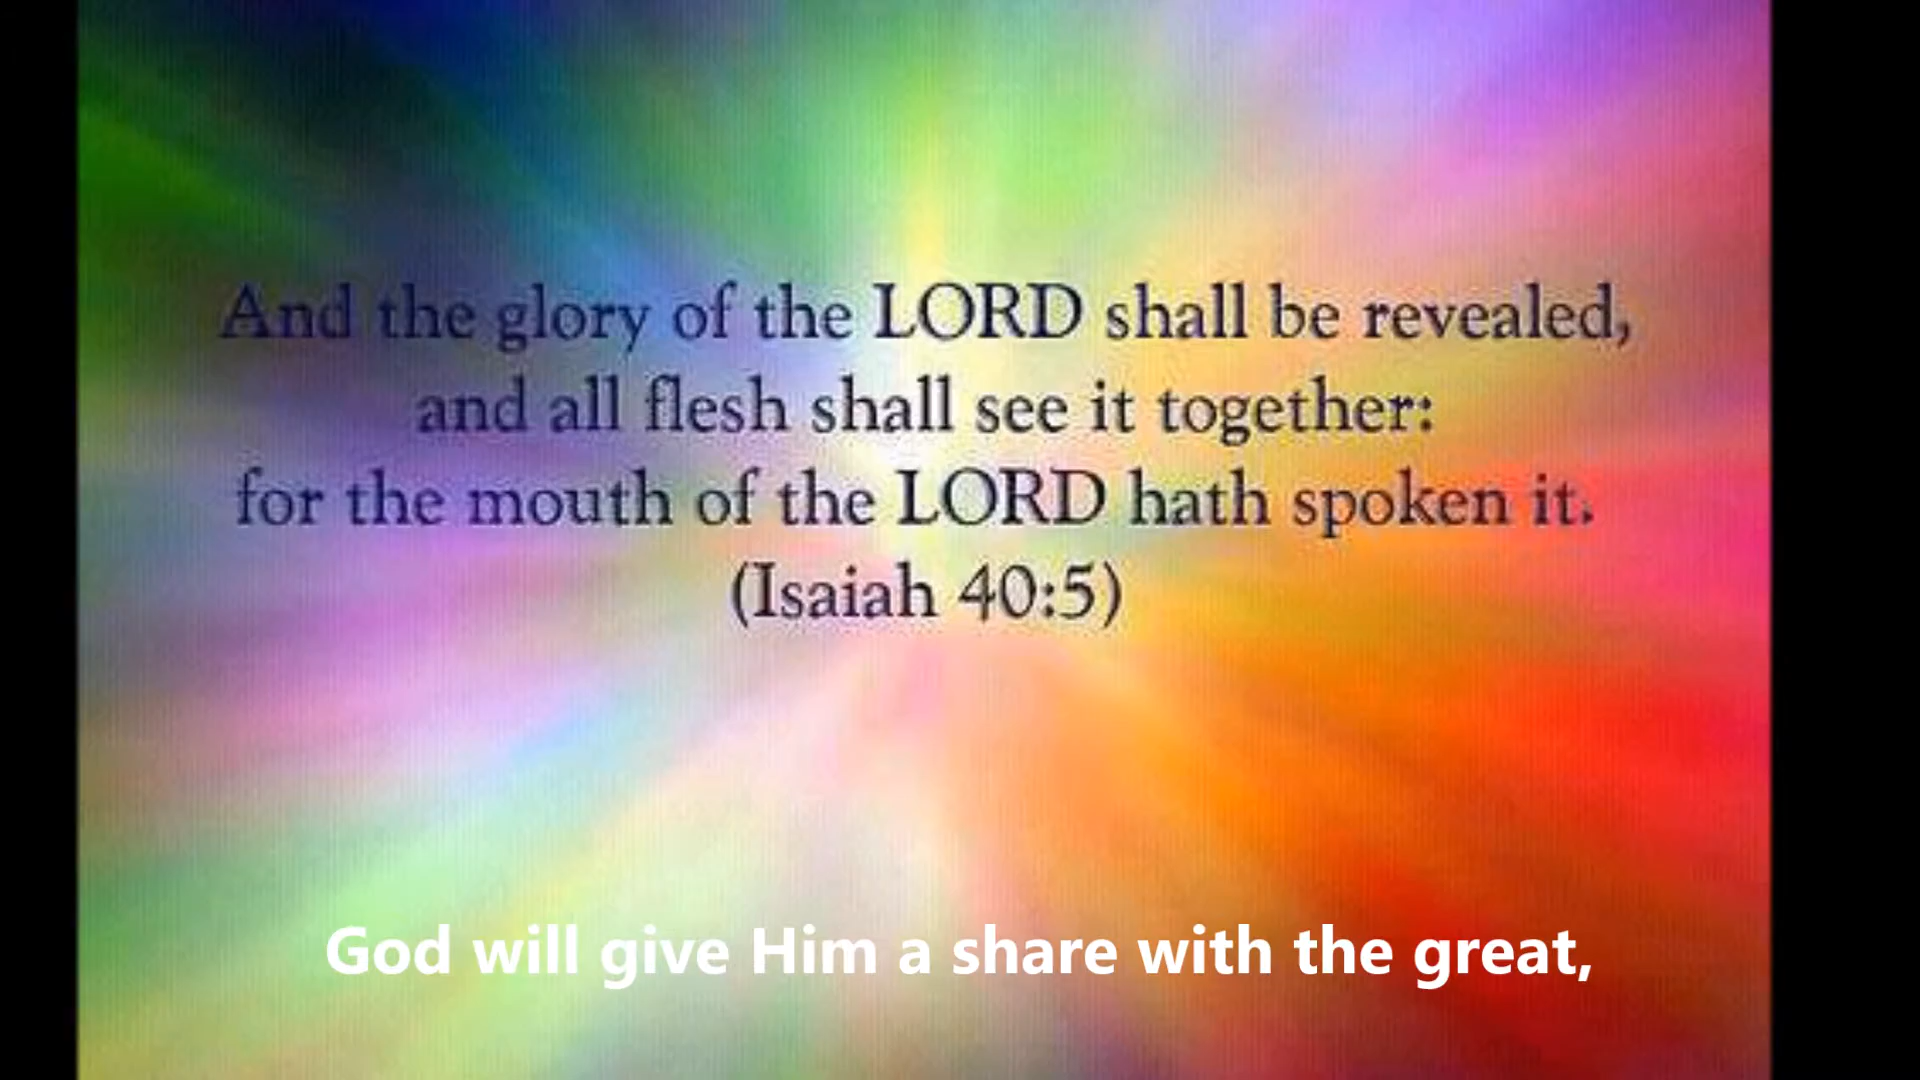 And the glory of the LORD shall be revealed,
and all flesh shall see it together:
for the mouth of the LORD hath spoken it.
(Isaiah 40:5)
God will give Him a share with the great,